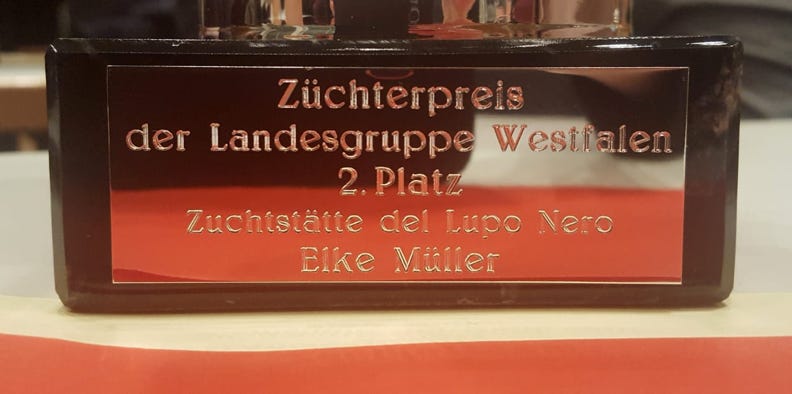 Züchterpreis
der Landesgruppe Westfalen
2. Platz
Zuchtstätte del Lupo Nero
Elke Müller